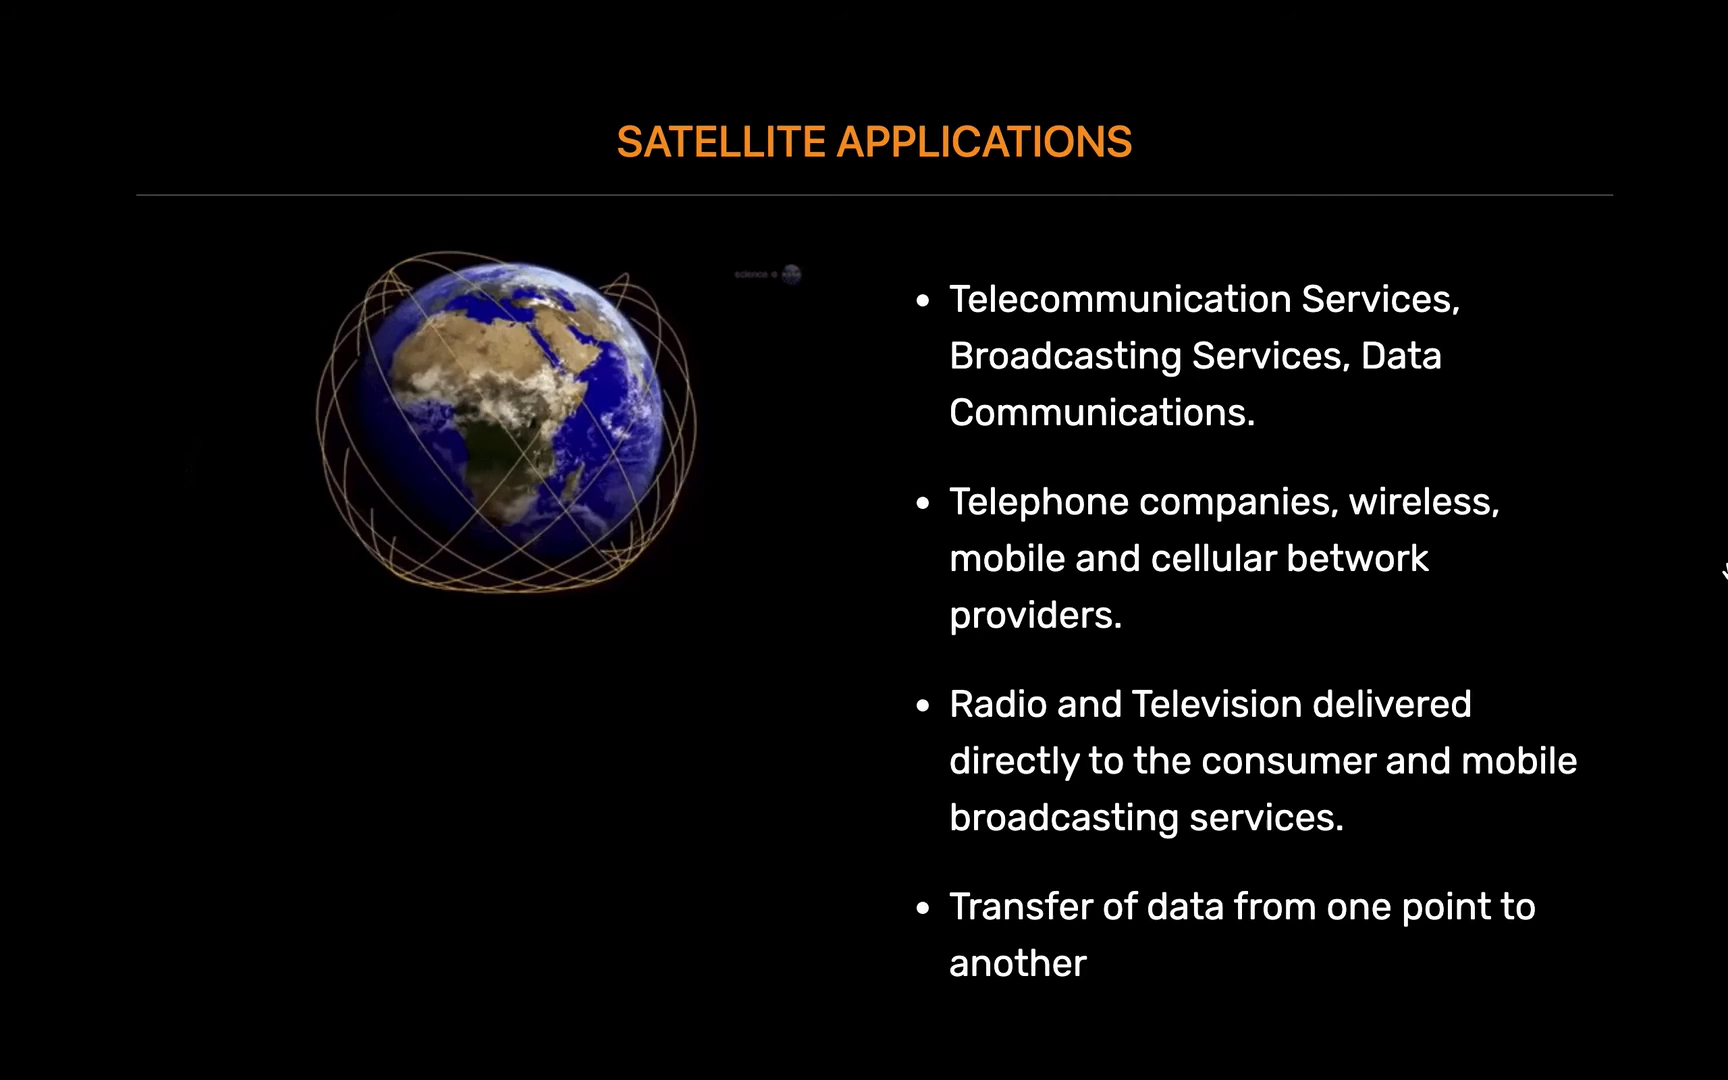 SATELLITE APPLICATIONS
science @
• Telecommunication Services,
Broadcasting Services, Data
Communications.
• Telephone companies, wireless,
mobile and cellular betwork
providers.
• Radio and Television delivered
directly to the consumer and mobile
broadcasting services.
• Transfer of data from one point to
another